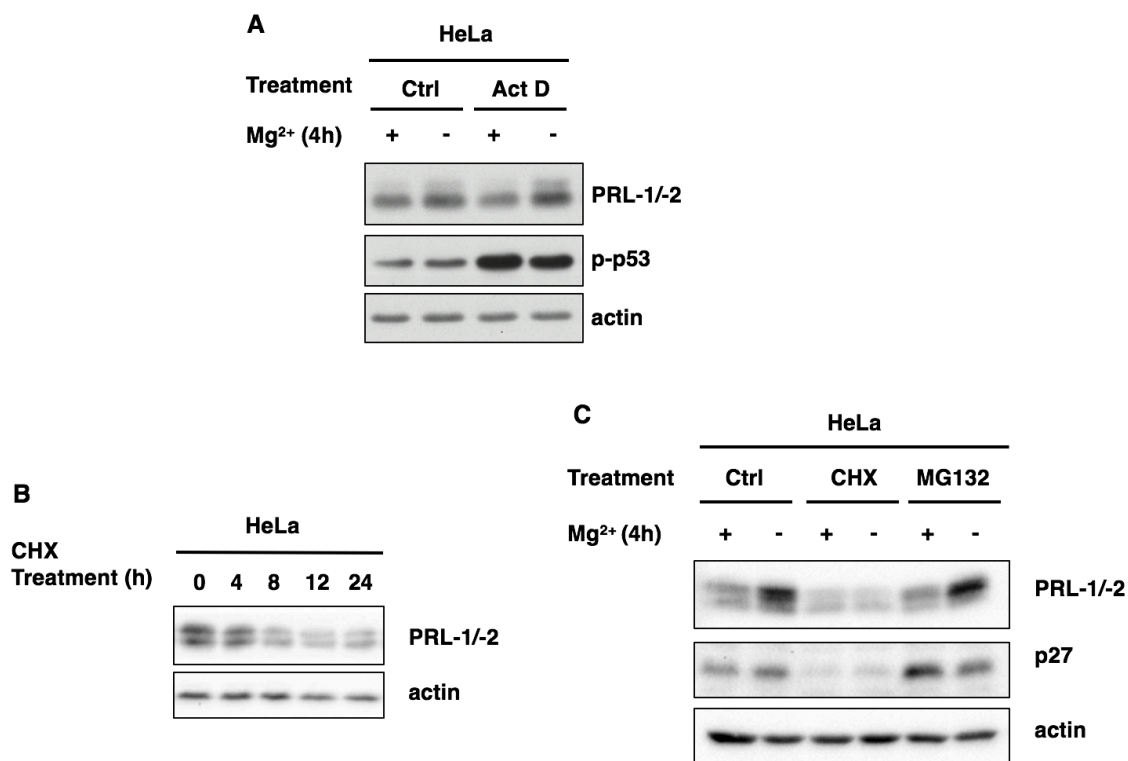 A
HeLa
Treatment Ctrl Act D
Mg2+ (4h) + - + -
PRL-1/-2
p-p53
actin
B
HeLa
CHX
Treatment (h) 0 4 8 12 24
PRL-1/-2
actin
C
HeLa
Treatment Ctrl CHX MG132
Mg2+ (4h) + - + - + -
PRL-1/-2
p27
actin